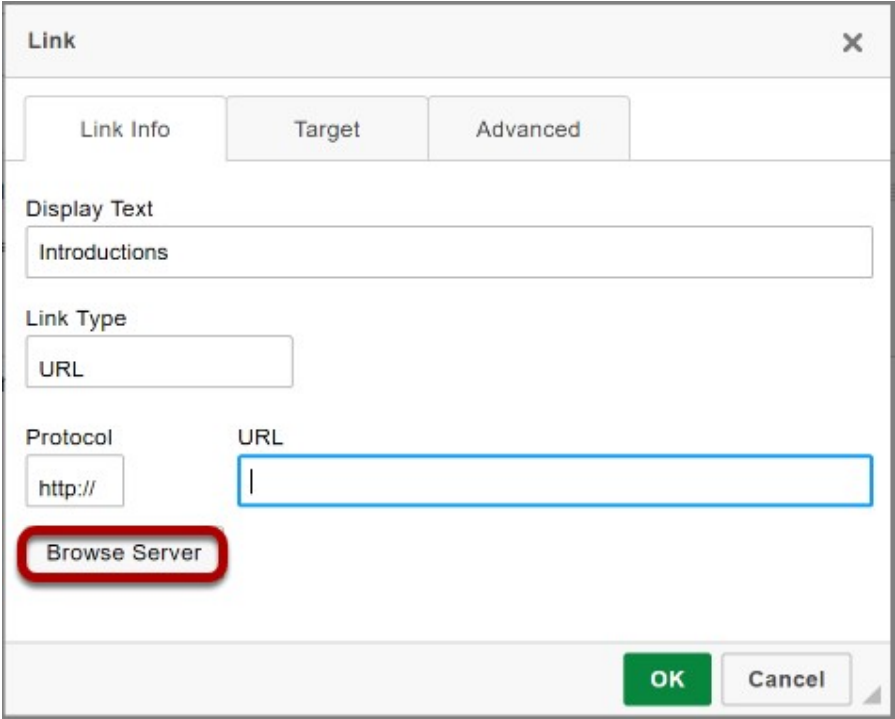 Link
Link Info Target Advanced
Display Text
Introductions
Link Type
URL
Protocol URL
http://
Browse Server
OK Cancel